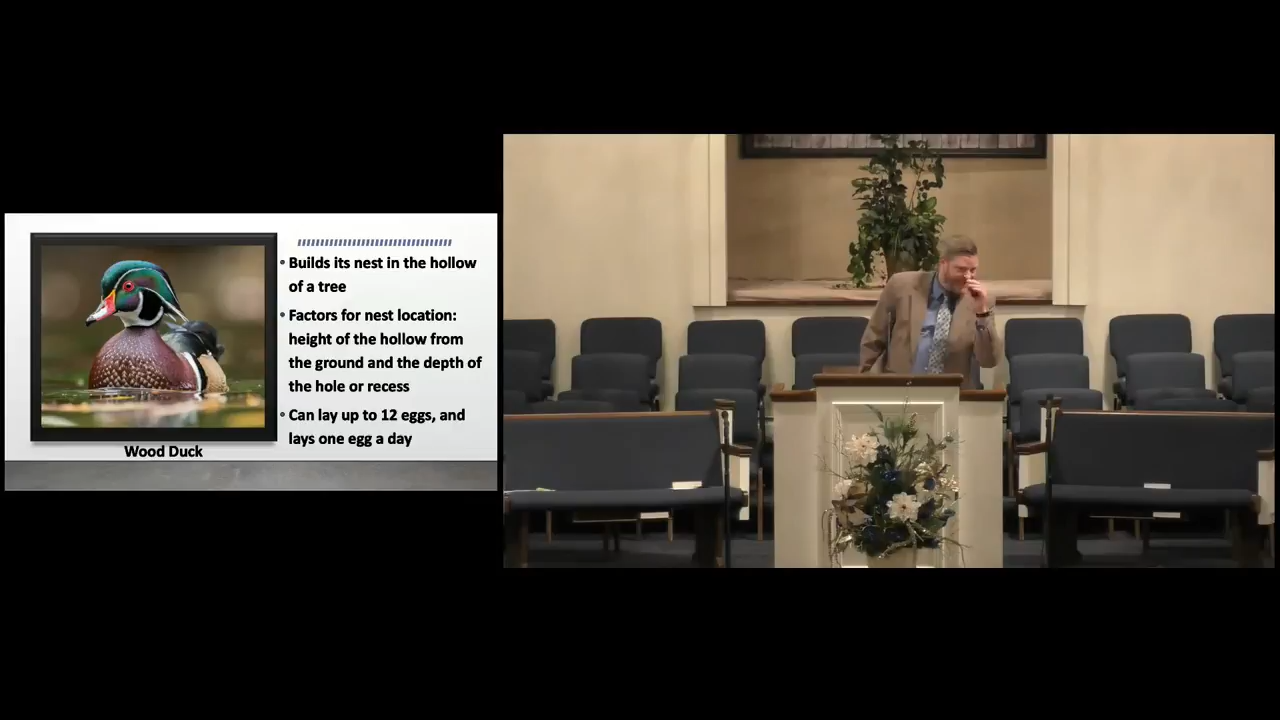 • Builds its nest in the hollow
of a tree
• Factors for nest location:
height of the hollow from
the ground and the depth of
the hole or recess
• Can lay up to 12 eggs, and
lays one egg a day
Wood Duck